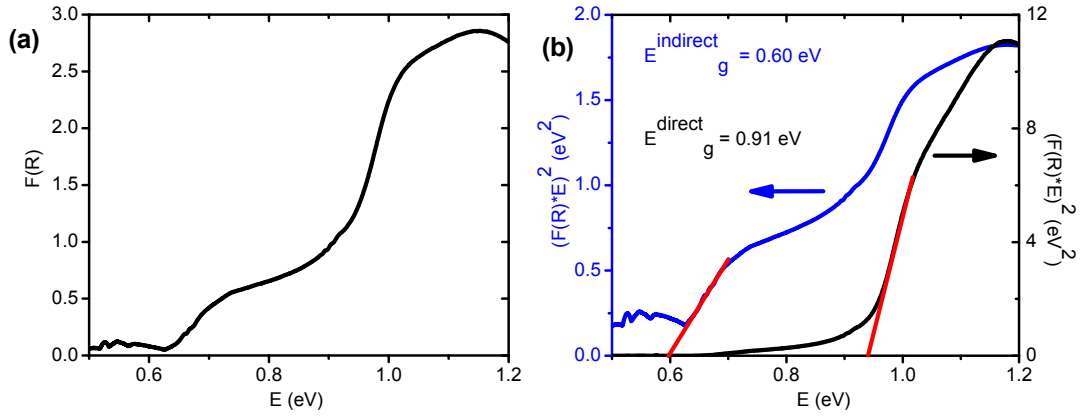 (a)
F(R)
3.0
2.5
2.0
1.5
1.0
0.5
0.0
0.6 0.8 1.0 1.2
E (eV)
(b)
(F(R)*E)^2 (eV^2)
2.0
1.5
1.0
0.5
0.0
E^indirect_g = 0.60 eV
E^direct_g = 0.91 eV
12
8
4
0
(F(R)*E)^2 (eV^2)
0.6 0.8 1.0 1.2
E (eV)